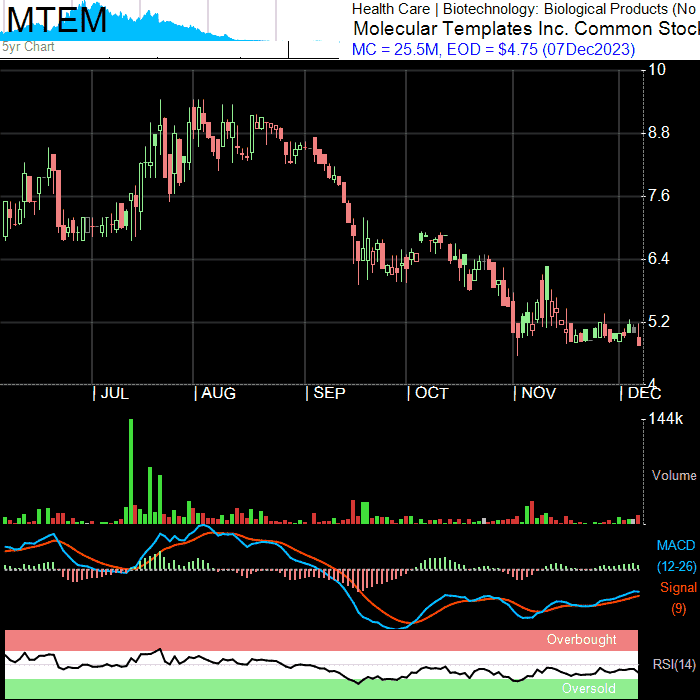 MTEM
5yr Chart
Health Care | Biotechnology: Biological Products (No
Molecular Templates Inc. Common Stoc
MC = 25.5M, EOD = $4.75 (07Dec2023)
10
8.8
7.6
6.4
5.2
4
| JUL | AUG | SEP | OCT | NOV | DEC
144k
Volume
MACD
(12-26)
Signal
(9)
Overbought
RSI(14)
Oversold